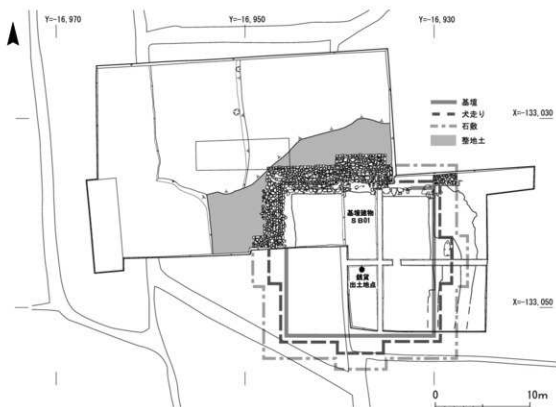 Y=-16,970
Y=-16,950
Y=-16,930
基壇
犬走り
石敷
整地土
X=-133,030
基壇建物
SB01
銀貨
出土地点
X=-133,050
0
10m